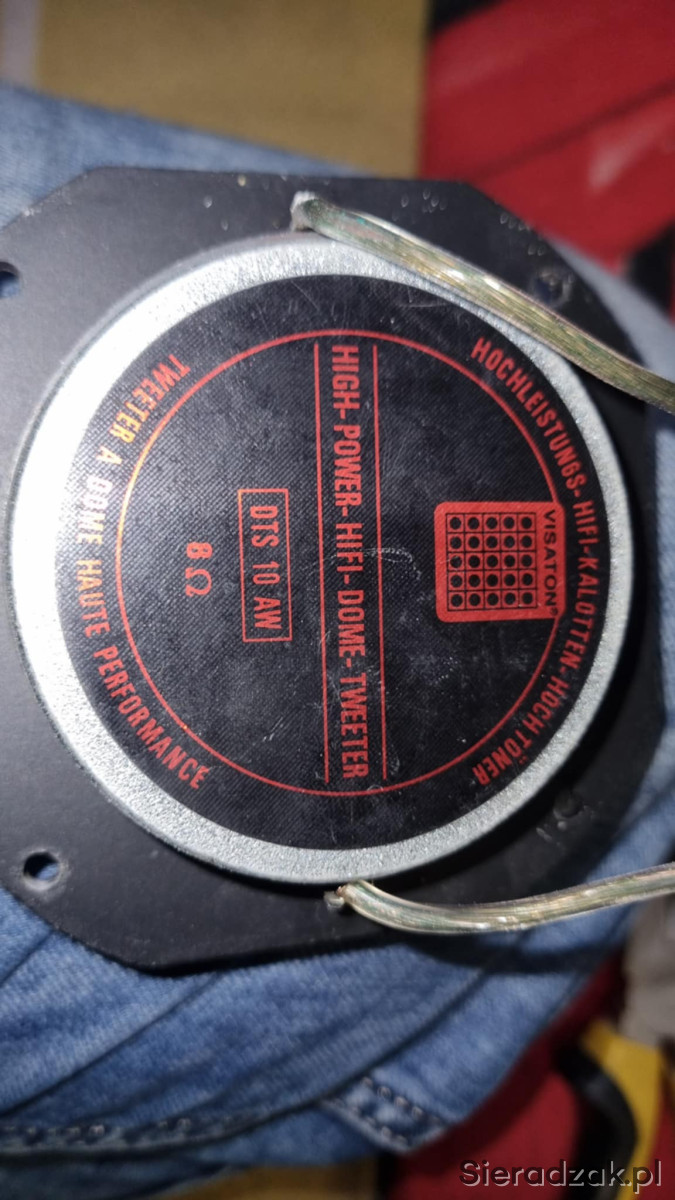 HOCHLEISTUNGS-HIFI-KALOTTEN-HOCHTÖNER
VISATON®
HIGH-POWER-HIFI-DOME-TWEETER
DTS 10 AW
8 Ω
TWEETER A DOME HAUTE PERFORMANCE
Sieradzak.pl